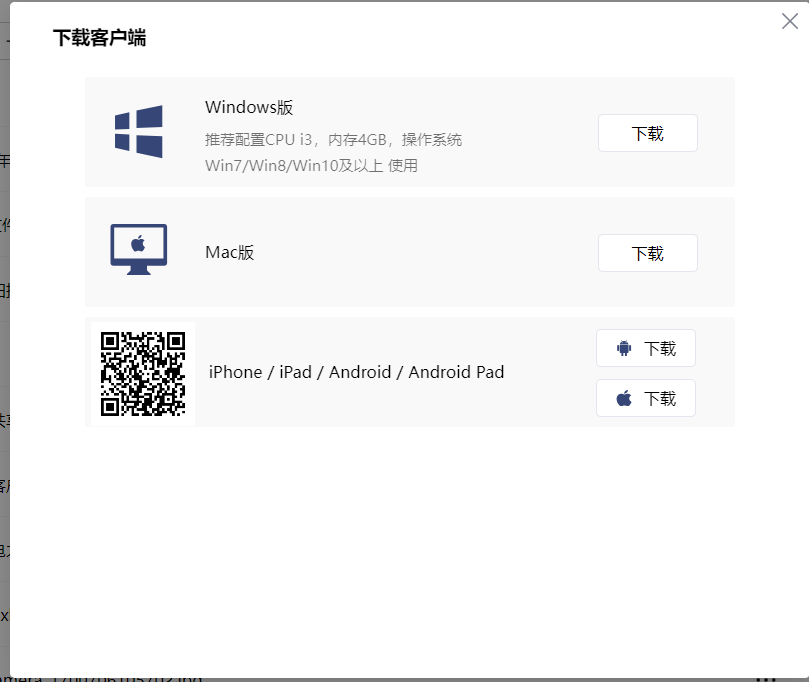 下载客户端
Windows版
推荐配置CPU i3，内存4GB，操作系统
Win7/Win8/Win10及以上 使用
下载
Mac版
下载
iPhone / iPad / Android / Android Pad
下载
下载